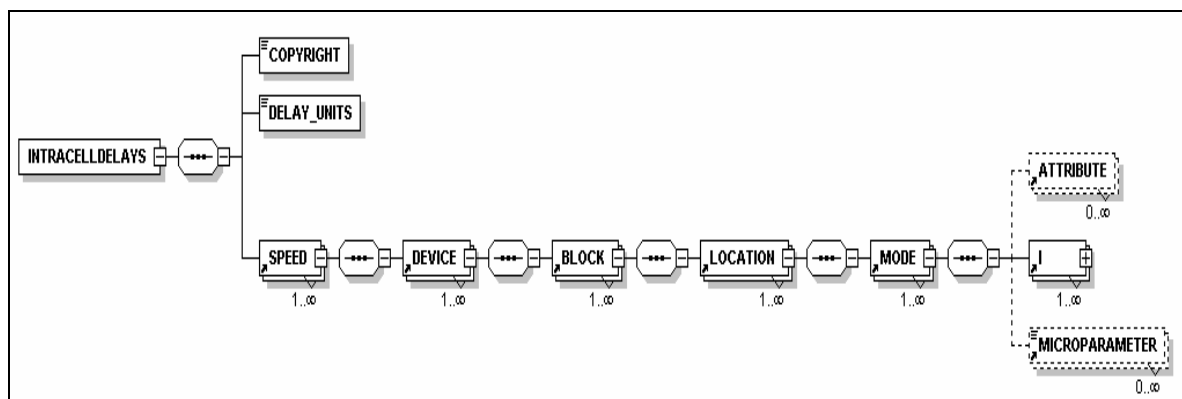 COPYRIGHT
DELAY_UNITS
INTRACELLDELAYS
ATTRIBUTE
0..∞
SPEED
1..∞
DEVICE
1..∞
BLOCK
1..∞
LOCATION
1..∞
MODE
1..∞
I
1..∞
MICROPARAMETER
0..∞